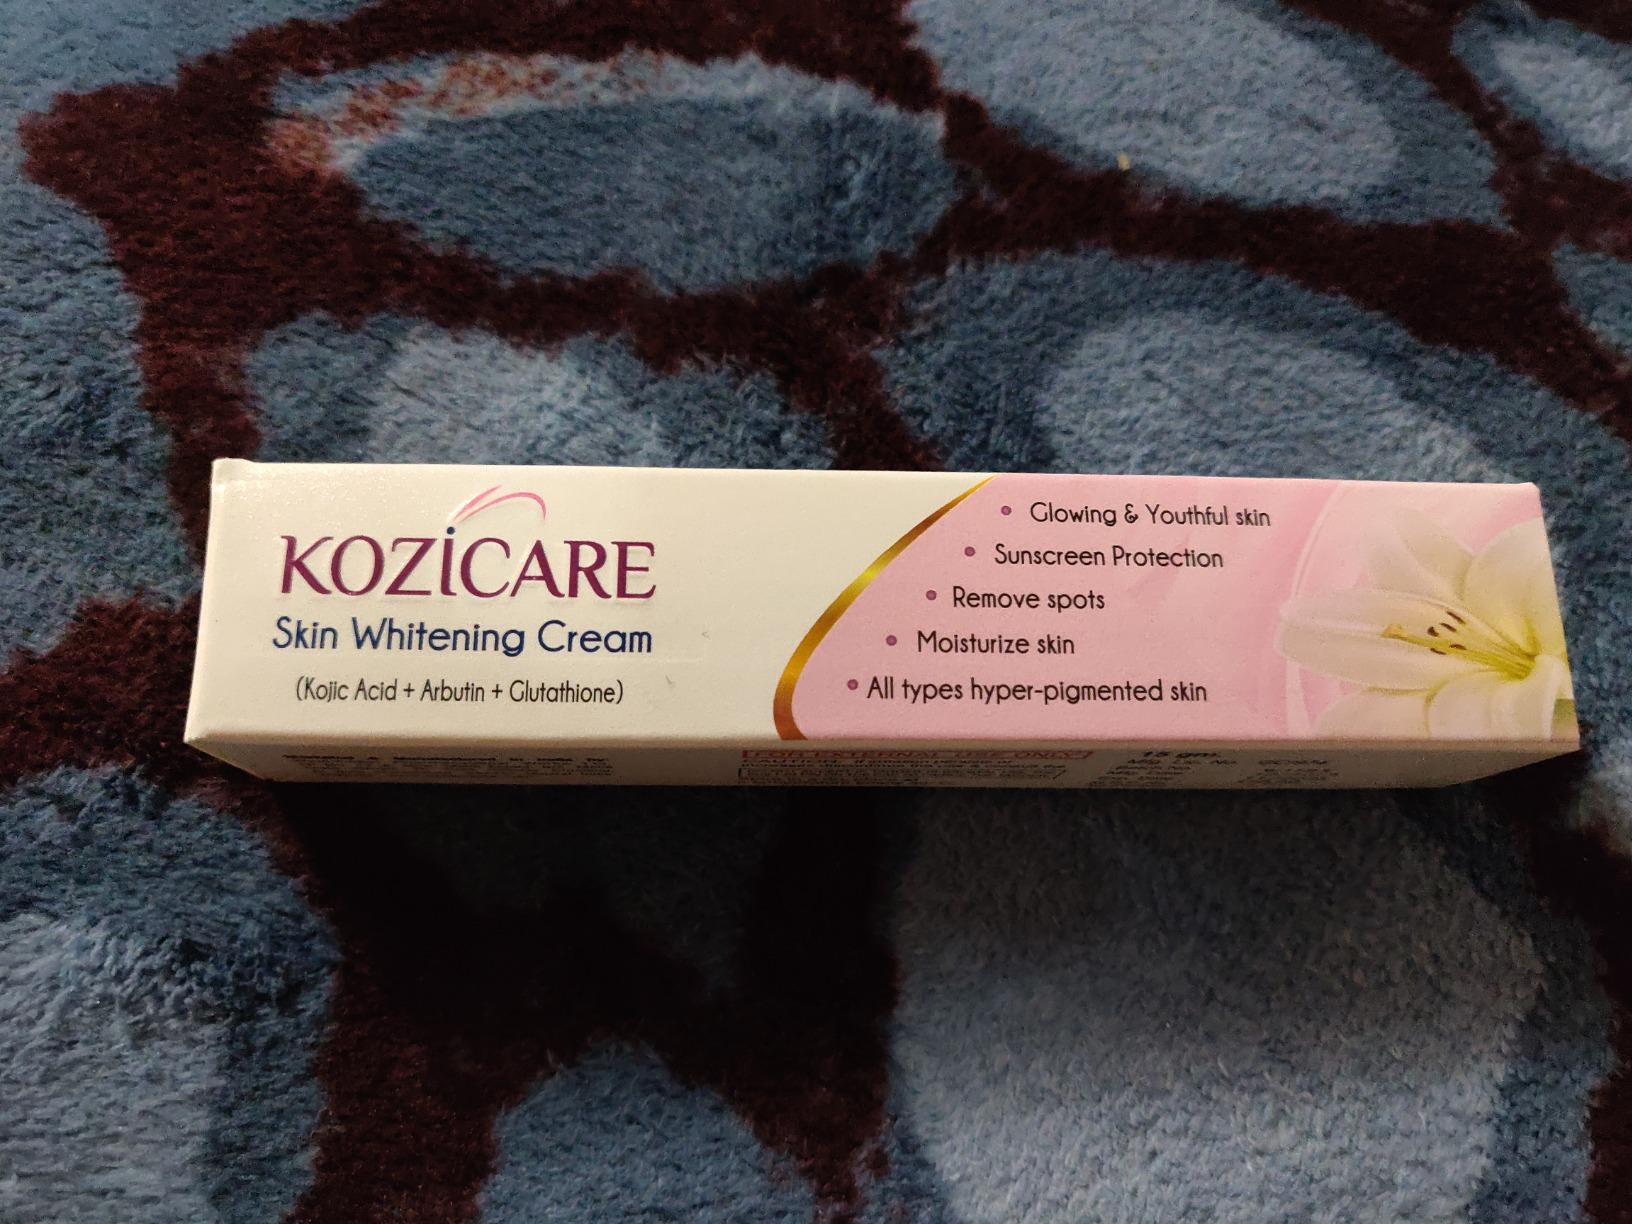 KOZiCARE
Skin Whitening Cream
(Kojic Acid + Arbutin + Glutathione)
Glowing & Youthful skin
Sunscreen Protection
Remove spots
Moisturize skin
All types hyper-pigmented skin
FOR EXTERNAL USE ONLY
15 gm.